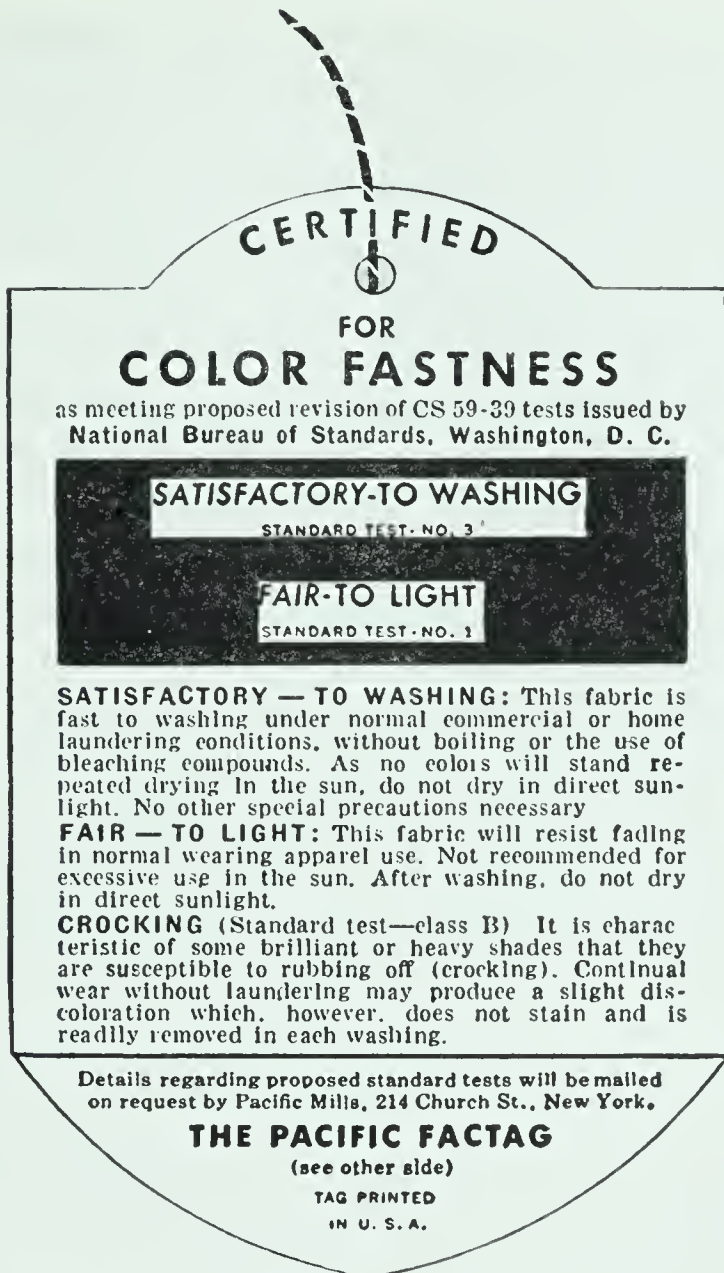 CERTIFIED
FOR
COLOR FASTNESS
as meeting proposed revision of CS 59-39 tests issued by
National Bureau of Standards, Washington, D. C.
SATISFACTORY-TO WASHING
STANDARD TEST- NO. 3
FAIR-TO LIGHT
STANDARD TEST - NO. 1
SATISFACTORY — TO WASHING: This fabric is
fast to washing under normal commercial or home
laundering conditions, without boiling or the use of
bleaching compounds. As no colors will stand re-
peated drying in the sun, do not dry in direct sun-
light. No other special precautions necessary
FAIR — TO LIGHT: This fabric will resist fading
in normal wearing apparel use. Not recommended for
excessive use in the sun. After washing, do not dry
in direct sunlight.
CROCKING (Standard test—class B) It is charac
teristic of some brilliant or heavy shades that they
are susceptible to rubbing off (crocking). Continual
wear without laundering may produce a slight dis-
coloration which, however, does not stain and is
readily removed in each washing.
Details regarding proposed standard tests will be mailed
on request by Pacific Mills, 214 Church St., New York.
THE PACIFIC FACTAG
(see other side)
TAG PRINTED
IN U. S. A.